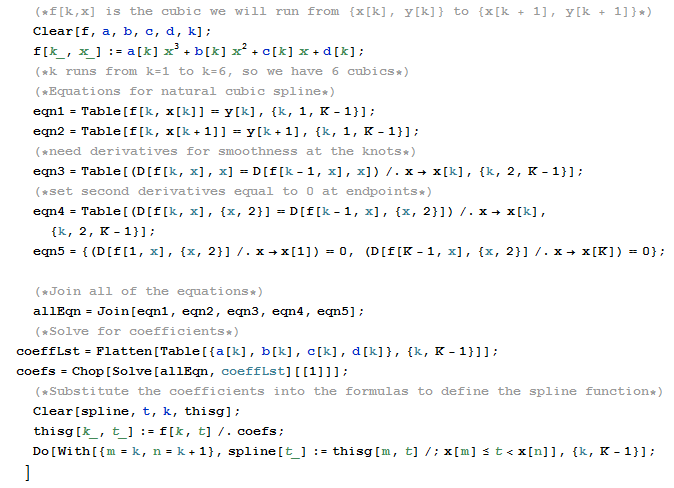 (*f[k,x] is the cubic we will run from {x[k], y[k]} to {x[k + 1], y[k + 1]}*)
Clear[f, a, b, c, d, k];
f[k_, x_] := a[k] x³ + b[k] x² + c[k] x + d[k];
(*k runs from k=1 to k=6, so we have 6 cubics*)
(*Equations for natural cubic spline*)
eqn1 = Table[f[k, x[k]] == y[k], {k, 1, K - 1}];
eqn2 = Table[f[k, x[k + 1]] == y[k + 1], {k, 1, K - 1}];
(*need derivatives for smoothness at the knots*)
eqn3 = Table[(D[f[k, x], x] == D[f[k - 1, x], x]) /. x → x[k], {k, 2, K - 1}];
(*set second derivatives equal to 0 at endpoints*)
eqn4 = Table[(D[f[k, x], {x, 2}] == D[f[k - 1, x], {x, 2}]) /. x → x[k],
{k, 2, K - 1}];
eqn5 = {(D[f[1, x], {x, 2}] /. x → x[1]) == 0, (D[f[K - 1, x], {x, 2}] /. x → x[K]) == 0};
(*Join all of the equations*)
allEqn = Join[eqn1, eqn2, eqn3, eqn4, eqn5];
(*Solve for coefficients*)
coeffLst = Flatten[Table[{a[k], b[k], c[k], d[k]}, {k, K - 1}]];
coefs = Chop[Solve[allEqn, coeffLst][[1]]];
(*Substitute the coefficients into the formulas to define the spline function*)
Clear[spline, t, k, thisg];
thisg[k_, t_] := f[k, t] /. coefs;
Do[With[{m = k, n = k + 1}, spline[t_] := thisg[m, t] /; x[m] ≤ t < x[n]], {k, K - 1}];
]